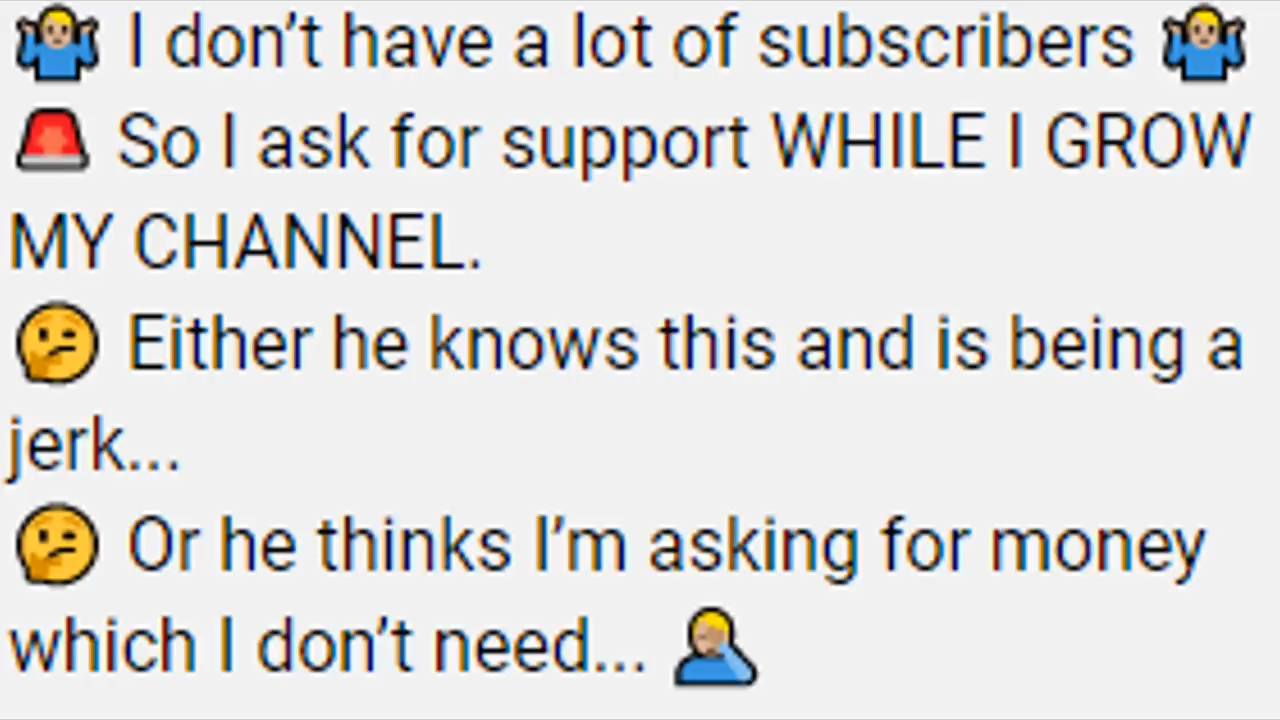 🤷🏼‍♂️ I don’t have a lot of subscribers 🤷🏼‍♂️
🚨 So I ask for support WHILE I GROW
MY CHANNEL.
🤔 Either he knows this and is being a
jerk...
🤔 Or he thinks I’m asking for money
which I don’t need... 🤦🏼‍♂️